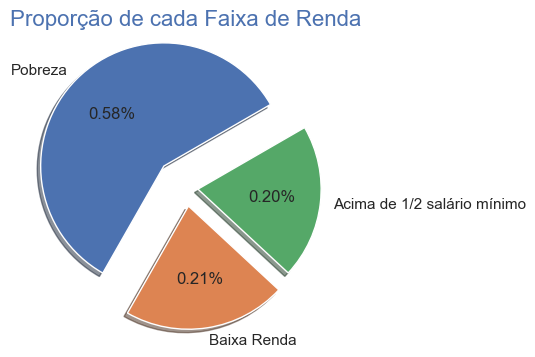 Proporção de cada Faixa de Renda
Pobreza
0.58%
0.20%
Acima de 1/2 salário mínimo
0.21%
Baixa Renda